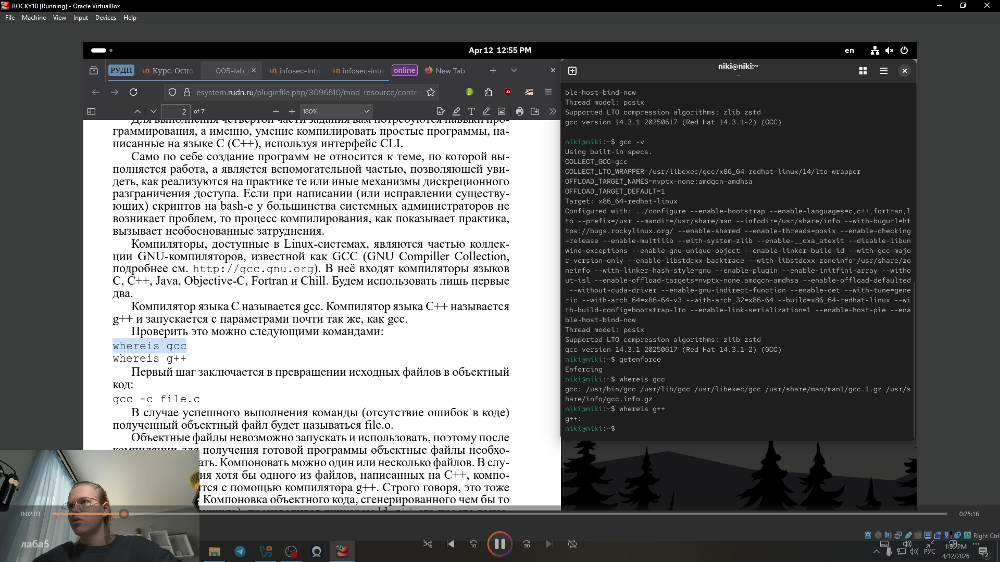 ROCKY10 [Running] - Oracle VirtualBox
File Machine View Input Devices Help
Apr 12 12:55 PM
en
РУДН
Курс: Осно
005-lab_
infosec-intr
infosec-intr
online
New Tab
esystem.rudn.ru/pluginfile.php/3096810/mod_resource/conten
2 of 7
180%
Для выполнения четвёртой части задания вам потребуются навыки про-
граммирования, а именно, умение компилировать простые программы, на-
писанные на языке C (C++), используя интерфейс CLI.
Само по себе создание программ не относится к теме, по которой вы-
полняется работа, а является вспомогательной частью, позволяющей уви-
деть, как реализуются на практике те или иные механизмы дискреционного
разграничения доступа. Если при написании (или исправлении существу-
ющих) скриптов на bash-е у большинства системных администраторов не
возникает проблем, то процесс компилирования, как показывает практика,
вызывает необоснованные затруднения.
Компиляторы, доступные в Linux-системах, являются частью коллек-
ции GNU-компиляторов, известной как GCC (GNU Compiller Collection,
подробнее см. http://gcc.gnu.org). В неё входят компиляторы языков
C, C++, Java, Objective-C, Fortran и Chill. Будем использовать лишь первые
два.
Компилятор языка C называется gcc. Компилятор языка C++ называется
g++ и запускается с параметрами почти так же, как gcc.
Проверить это можно следующими командами:
whereis gcc
whereis g++
Первый шаг заключается в превращении исходных файлов в объектный
код:
gcc -c file.c
В случае успешного выполнения команды (отсутствие ошибок в коде)
полученный объектный файл будет называться file.o.
Объектные файлы невозможно запускать и использовать, поэтому после
компиляции для получения готовой программы объектные файлы необхо-
ать. Компоновать можно один или несколько файлов. В слу-
ия хотя бы одного из файлов, написанных на C++, компо-
тся с помощью компилятора g++. Строго говоря, это тоже
Компоновка объектного кода, сгенерированного чем бы то
niki@niki:~
~
ble-host-bind-now
Thread model: posix
Supported LTO compression algorithms: zlib zstd
gcc version 14.3.1 20250617 (Red Hat 14.3.1-2) (GCC)
niki@niki:~$ gcc -v
Using built-in specs.
COLLECT_GCC=gcc
COLLECT_LTO_WRAPPER=/usr/libexec/gcc/x86_64-redhat-linux/14/lto-wrapper
OFFLOAD_TARGET_NAMES=nvptx-none:amdgcn-amdhsa
OFFLOAD_TARGET_DEFAULT=1
Target: x86_64-redhat-linux
Configured with: ../configure --enable-bootstrap --enable-languages=c,c++,fortran,l
to --prefix=/usr --mandir=/usr/share/man --infodir=/usr/share/info --with-bugurl=ht
tps://bugs.rockylinux.org/ --enable-shared --enable-threads=posix --enable-checking
=release --enable-multilib --with-system-zlib --enable-__cxa_atexit --disable-libun
wind-exceptions --enable-gnu-unique-object --enable-linker-build-id --with-gcc-majo
r-version-only --enable-libstdcxx-backtrace --with-libstdcxx-zoneinfo=/usr/share/zo
neinfo --with-linker-hash-style=gnu --enable-plugin --enable-initfini-array --witho
ut-isl --enable-offload-targets=nvptx-none,amdgcn-amdhsa --enable-offload-defaulted
--without-cuda-driver --enable-gnu-indirect-function --enable-cet --with-tune=gene
ric --with-arch_64=x86-64-v3 --with-arch_32=x86-64 --build=x86_64-redhat-linux --wi
th-build-config=bootstrap-lto --enable-link-serialization=1 --enable-host-pie --ena
ble-host-bind-now
Thread model: posix
Supported LTO compression algorithms: zlib zstd
gcc version 14.3.1 20250617 (Red Hat 14.3.1-2) (GCC)
niki@niki:~$ getenforce
Enforcing
niki@niki:~$ whereis gcc
gcc: /usr/bin/gcc /usr/lib/gcc /usr/libexec/gcc /usr/share/man/man1/gcc.1.gz /usr/s
hare/info/gcc.info.gz
niki@niki:~$ whereis g++
g++:
niki@niki:~$
0:02:03
0:25:16
лаба5
10
30
Right Ctrl
РУС
1:55 PM
4/12/2026
2